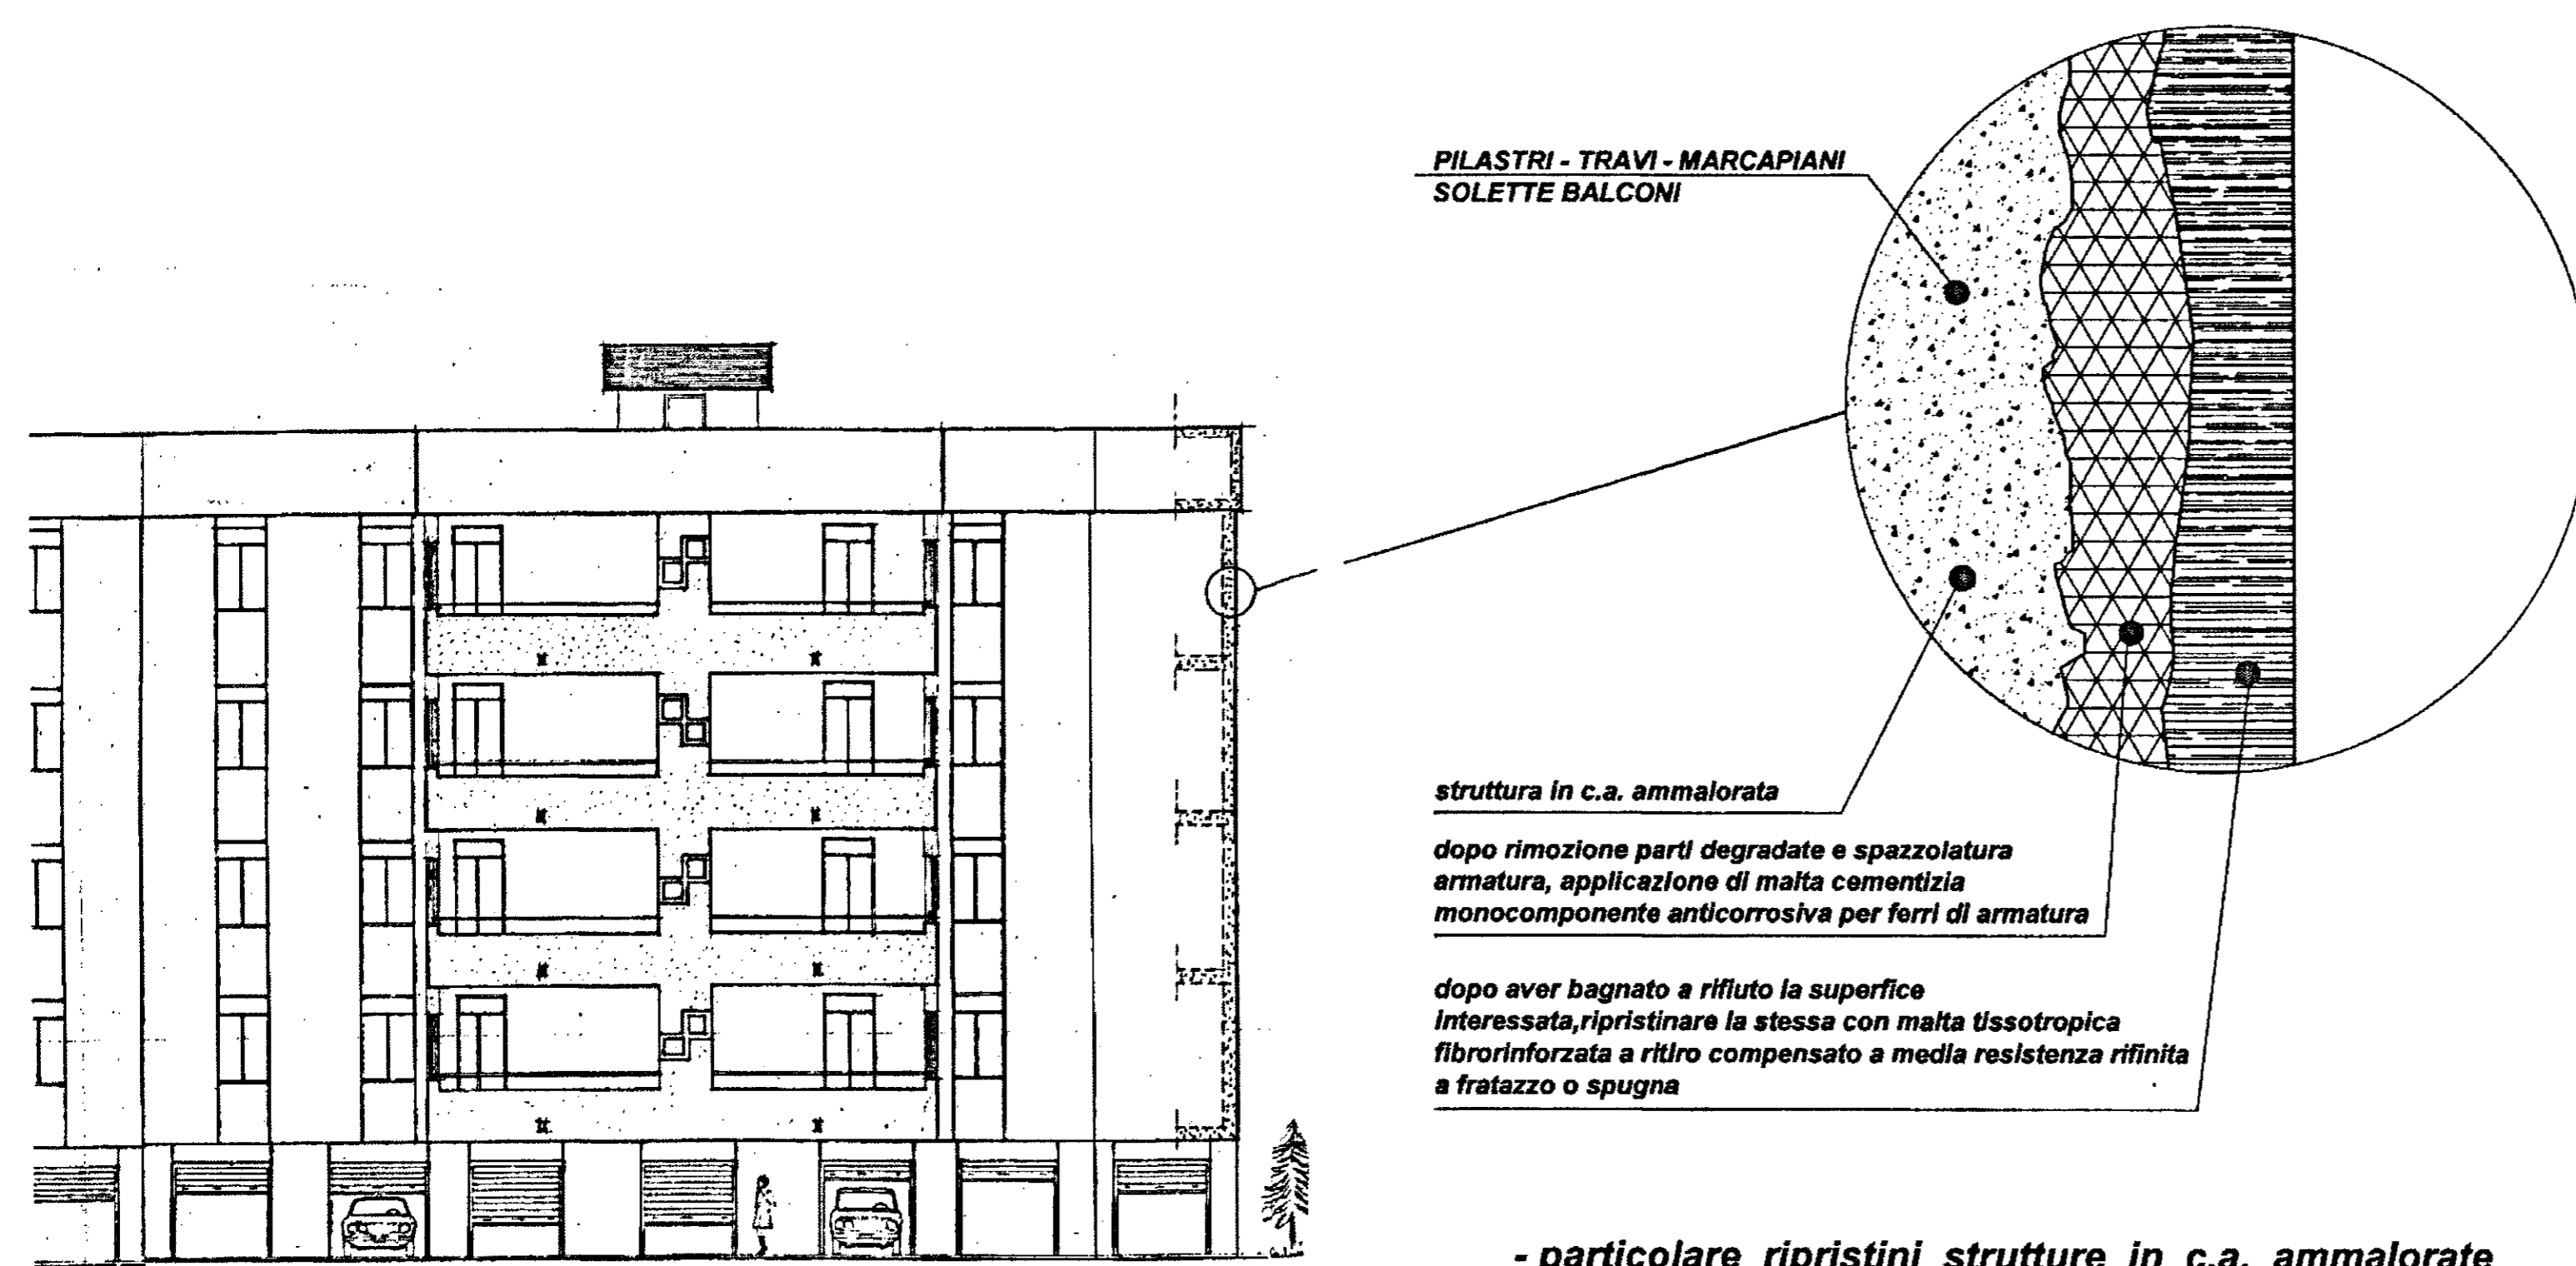 PILASTRI - TRAVI - MARCAPIANI
SOLETTE BALCONI
struttura in c.a. ammalorata
dopo rimozione parti degradate e spazzolatura
armatura, applicazione di malta cementizia
monocomponente anticorrosiva per ferri di armatura
dopo aver bagnato a rifiuto la superfice
interessata,ripristinare la stessa con malta tissotropica
fibrorinforzata a ritiro compensato a media resistenza rifinita
a fratazzo o spugna
- particolare ripristini strutture in c.a. ammalorate